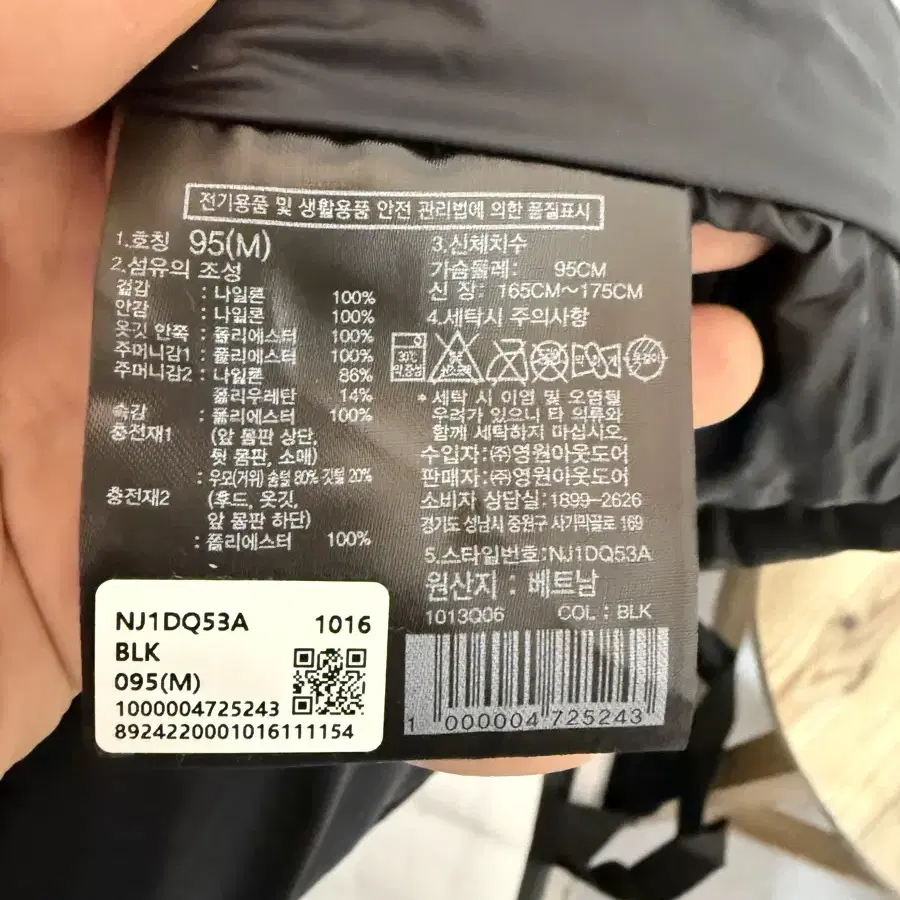 전기용품 및 생활용품 안전 관리법에 의한 품질표시
1.호칭 95(M)
2.섬유의 조성
겉감 : 나일론 100%
안감 : 나일론 100%
옷깃 안쪽 : 폴리에스터 100%
주머니감1 : 폴리에스터 100%
주머니감2 : 나일론 86%
폴리우레탄 14%
속감 : 폴리에스터 100%
충전재1 (앞 몸판 상단,
뒷 몸판, 소매)
: 우모(거위) 솜털 80% 깃털 20%
충전재2 (후드, 옷깃,
앞 몸판 하단)
: 폴리에스터 100%
3.신체치수
가슴둘레: 95CM
신 장: 165CM~175CM
4.세탁시 주의사항
30℃
약중성
* 세탁 시 이염 및 오염될
우려가 있으니 타 의류와
함께 세탁하지 마십시오.
수입자:(주)영원아웃도어
판매자:(주)영원아웃도어
소비자 상담실:1899-2626
경기도 성남시 중원구 사기막골로 169
5.스타일번호:NJ1DQ53A
원산지 : 베트남
1013Q06 COL : BLK
1 000004 725243
NJ1DQ53A 1016
BLK
095(M)
1000004725243
8924220001016111154